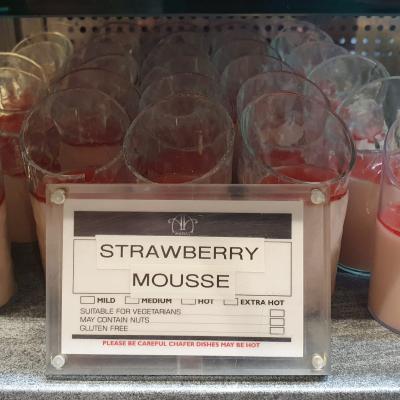 STRAWBERRY
MOUSSE
MILD MEDIUM HOT EXTRA HOT
SUITABLE FOR VEGETARIANS
MAY CONTAIN NUTS
GLUTEN FREE
PLEASE BE CAREFUL CHAFER DISHES MAY BE HOT